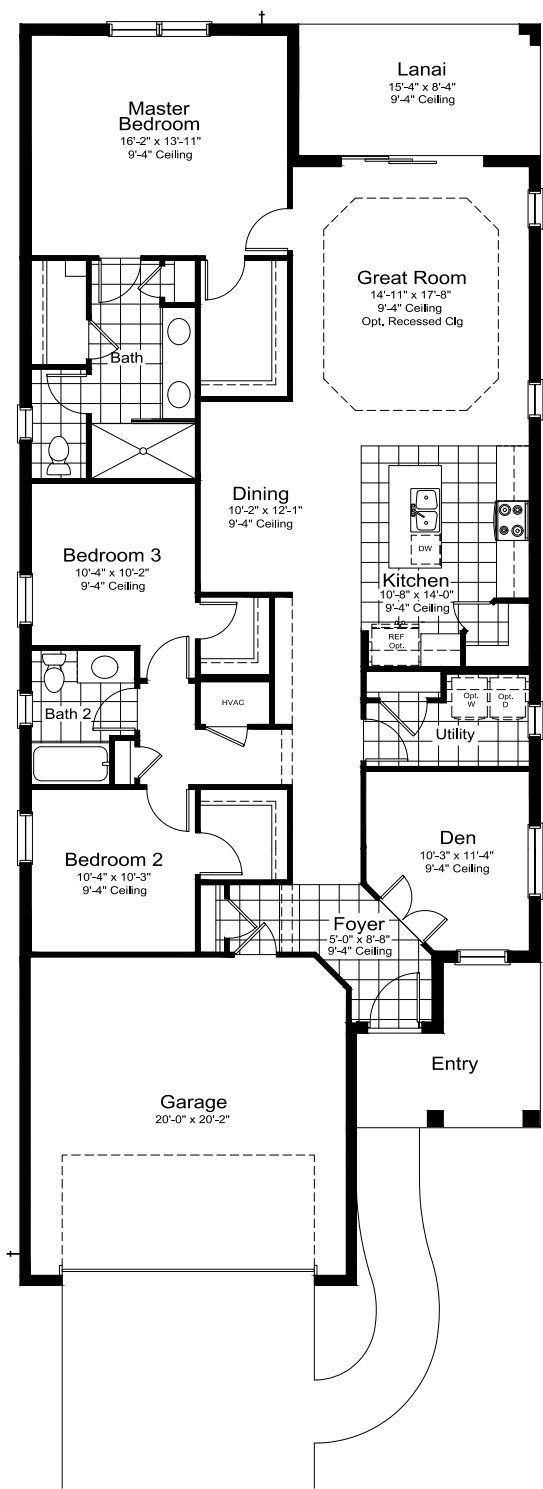 Lanai
15'-4" x 8'-4"
9'-4" Ceiling
Master
Bedroom
16'-2" x 13'-11"
9'-4" Ceiling
Great Room
14'-11" x 17'-8"
9'-4" Ceiling
Opt. Recessed Clg
Bath
Dining
10'-2" x 12'-1"
9'-4" Ceiling
DW
Bedroom 3
10'-4" x 10'-2"
9'-4" Ceiling
Kitchen
10'-8" x 14'-0"
9'-4" Ceiling
REF
Opt.
HVAC
Opt.
W
Opt.
D
Bath 2
Utility
Den
10'-3" x 11'-4"
9'-4" Ceiling
Bedroom 2
10'-4" x 10'-3"
9'-4" Ceiling
Foyer
5'-0" x 8'-8"
9'-4" Ceiling
Entry
Garage
20'-0" x 20'-2"